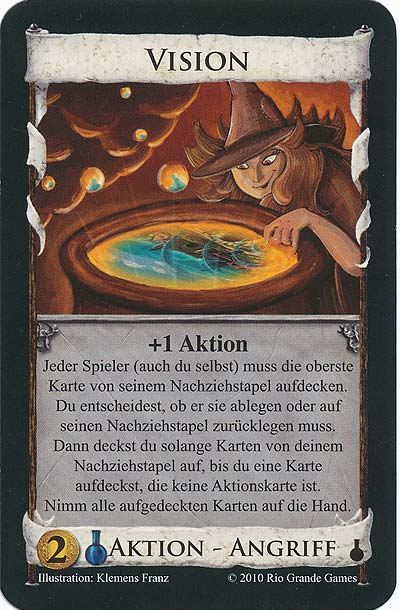 VISION
+1 Aktion
Jeder Spieler (auch du selbst) muss die oberste
Karte von seinem Nachziehstapel aufdecken.
Du entscheidest, ob er sie ablegen oder auf
seinen Nachziehstapel zurücklegen muss.
Dann deckst du solange Karten von deinem
Nachziehstapel auf, bis du eine Karte
aufdeckst, die keine Aktionskarte ist.
Nimm alle aufgedeckten Karten auf die Hand.
2 AKTION - ANGRIFF
Illustration: Klemens Franz © 2010 Rio Grande Games